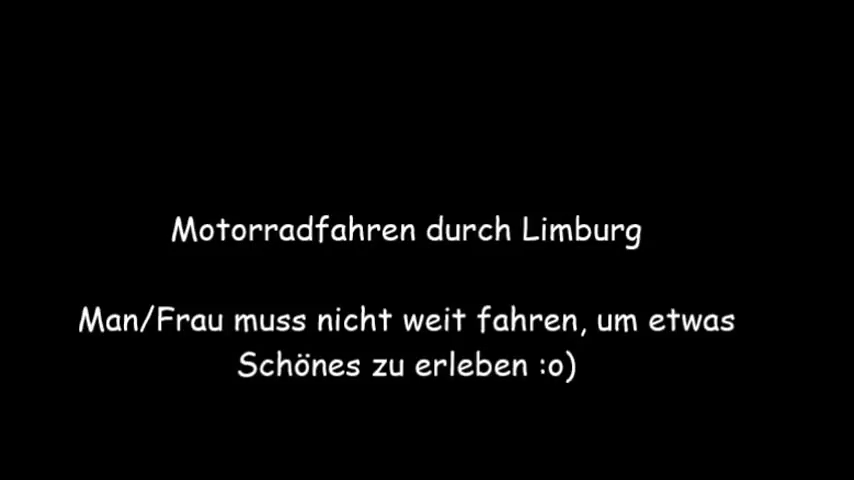 Motorradfahren durch Limburg
Man/Frau muss nicht weit fahren, um etwas
Schönes zu erleben :o)